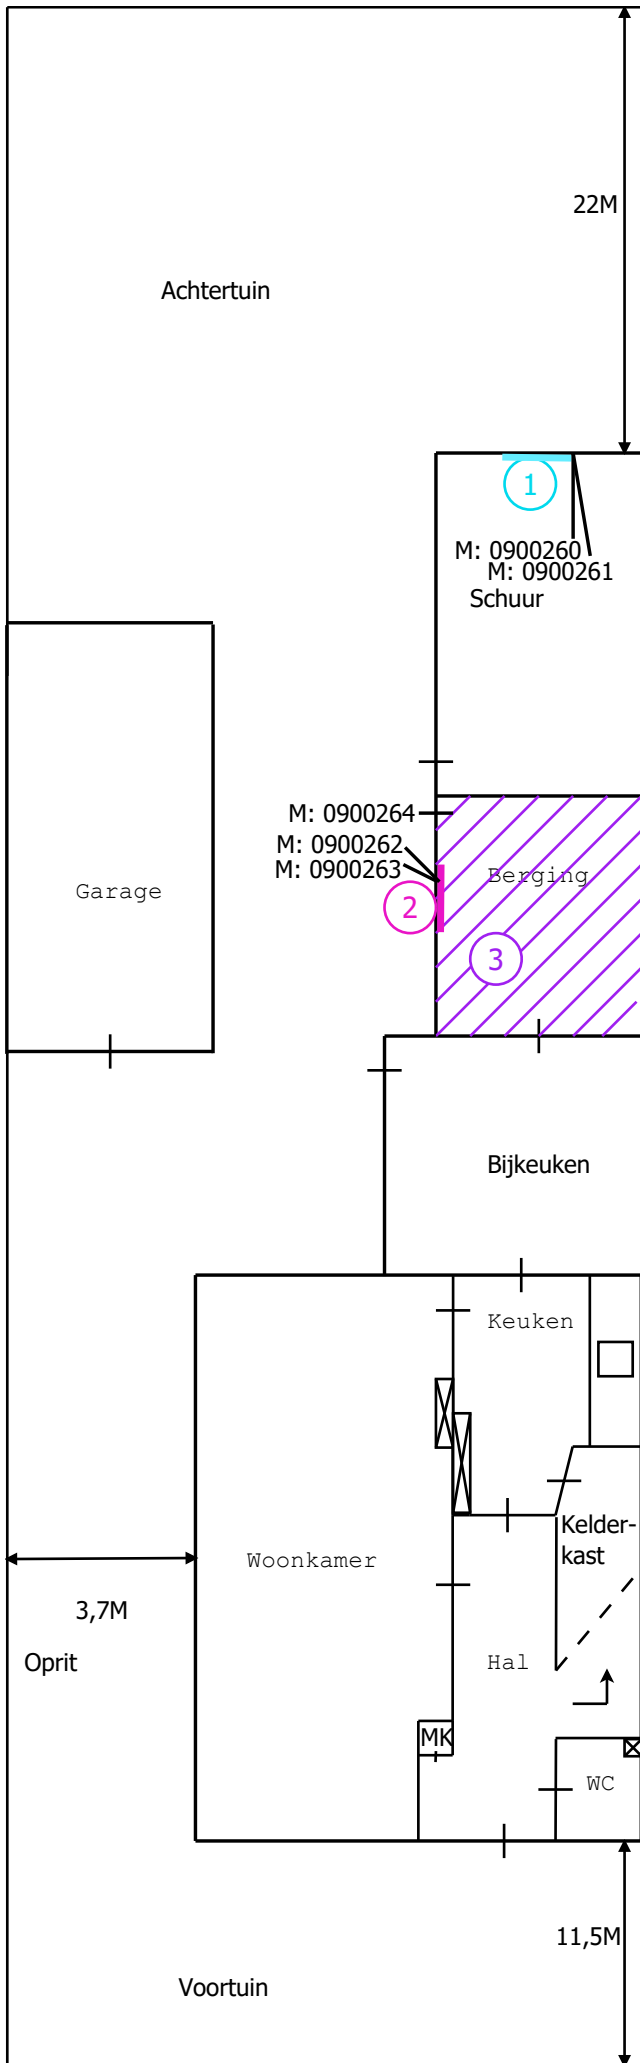 22M
Achtertuin
1
M: 0900260
M: 0900261
Schuur
M: 0900264
M: 0900262
M: 0900263
Berging
Garage
2
3
Bijkeuken
Keuken
Kelder-
kast
Woonkamer
3,7M
Oprit
Hal
MK
WC
11,5M
Voortuin